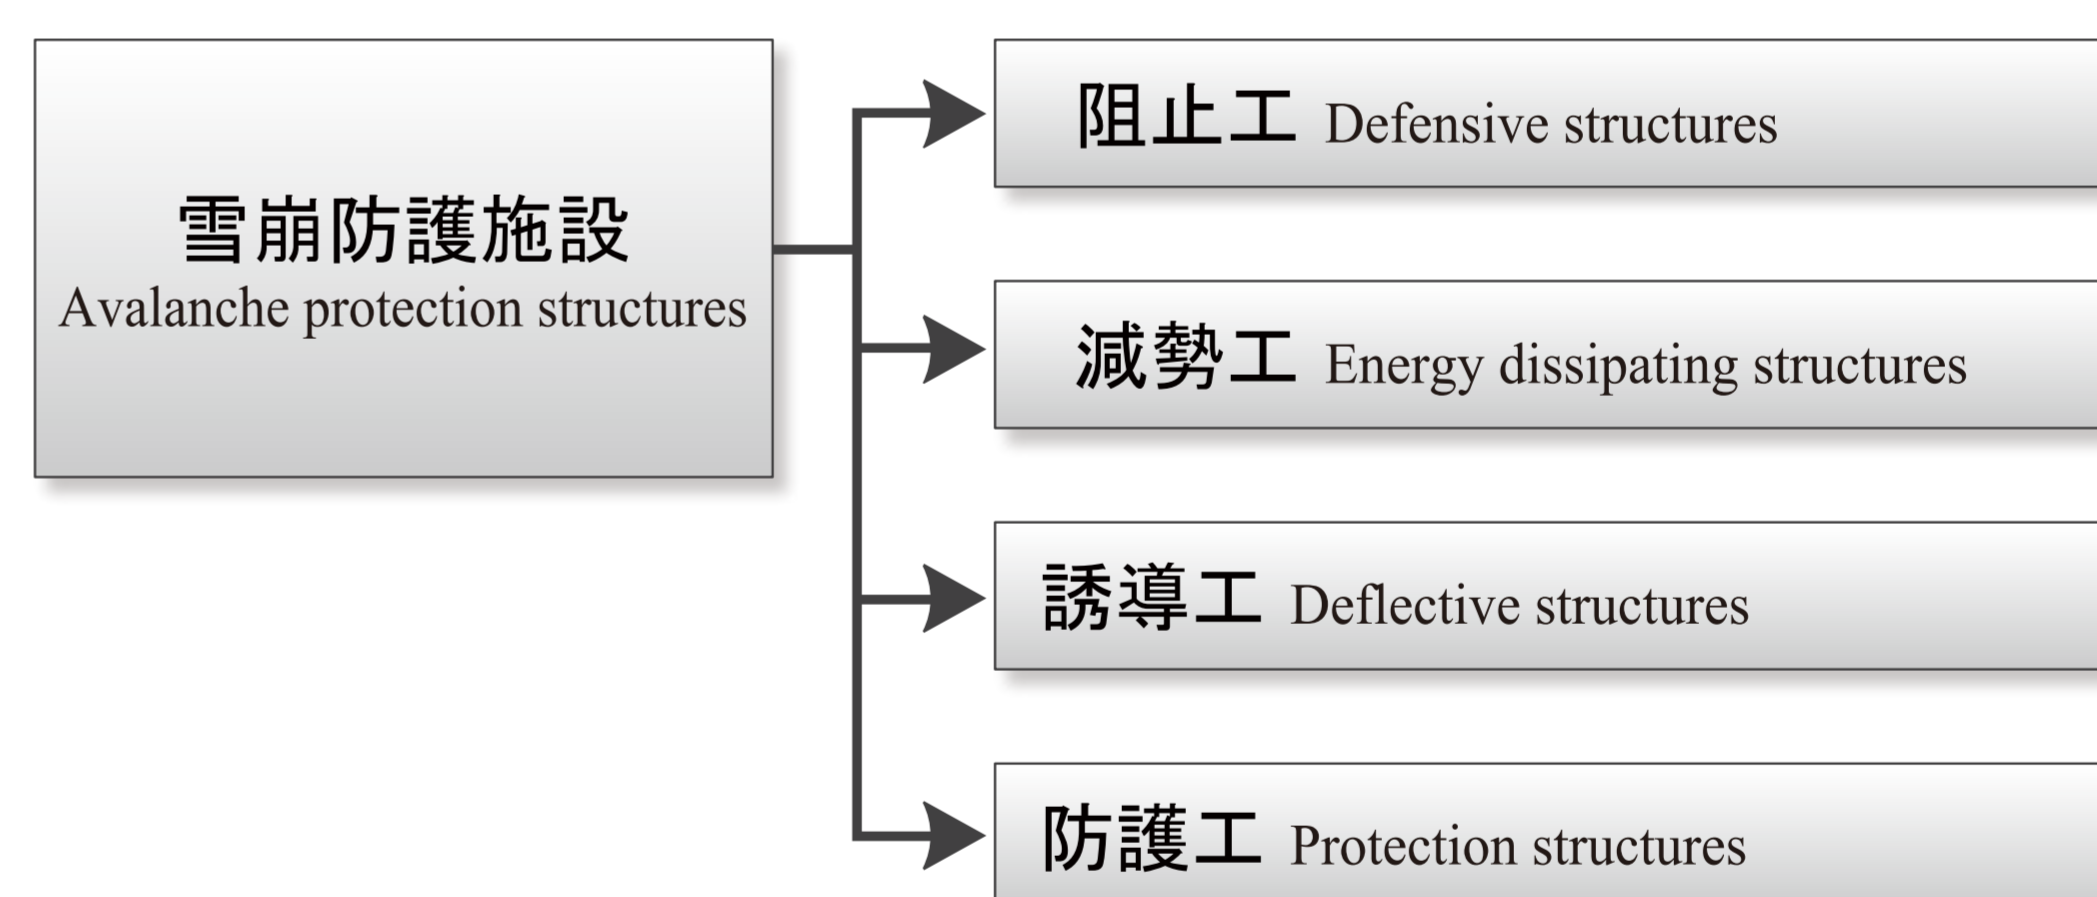 雪崩防護施設
Avalanche protection structures
阻止工 Defensive structures
減勢工 Energy dissipating structures
誘導工 Deflective structures
防護工 Protection structures